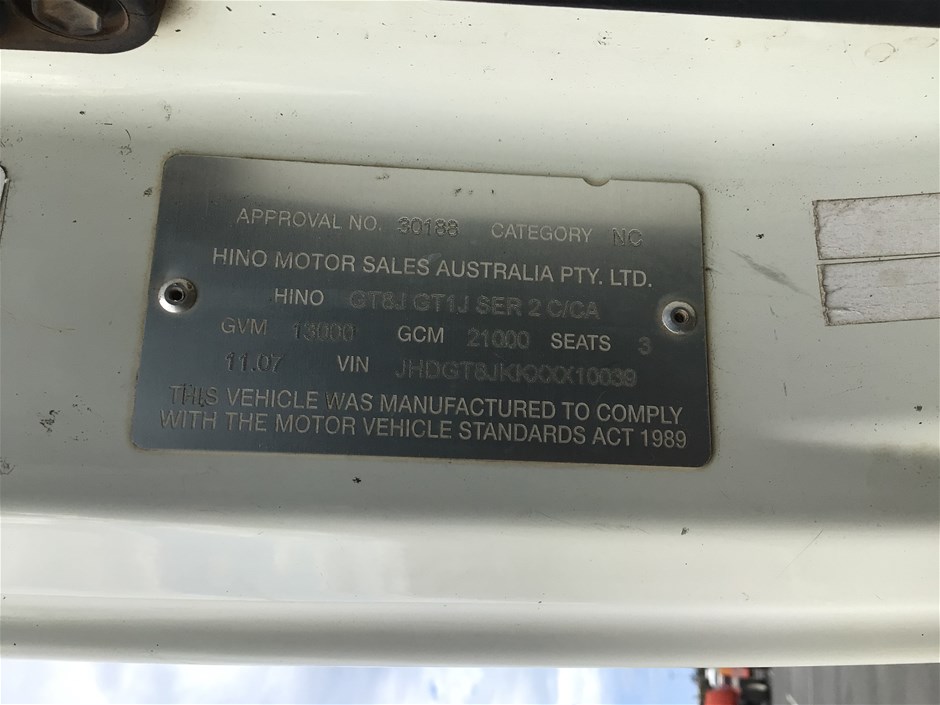 APPROVAL NO. 30188 CATEGORY NC
HINO MOTOR SALES AUSTRALIA PTY. LTD.
HINO GT8J GT1J SER 2 C/CA
GVM 13000 GCM 21000 SEATS 3
11.07 VIN JHDGT8JKKXXX10039
THIS VEHICLE WAS MANUFACTURED TO COMPLY
WITH THE MOTOR VEHICLE STANDARDS ACT 1989